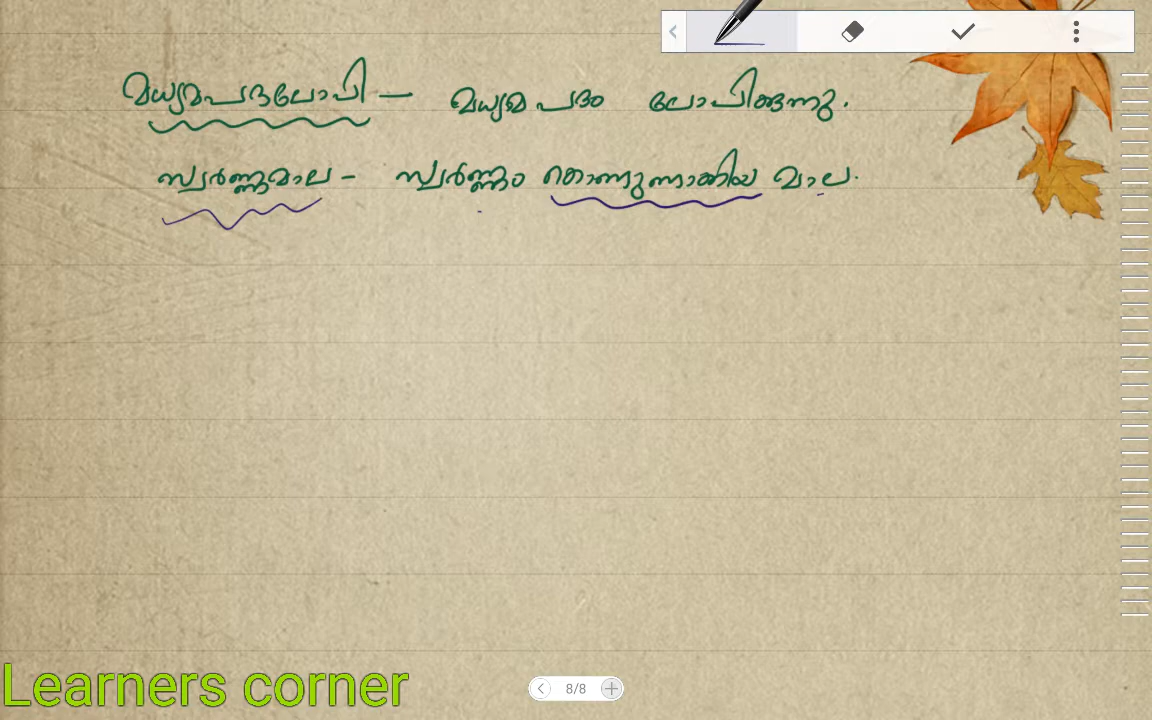 മധ്യമപദലോപി — മധ്യമ പദം ലോപിക്കുന്നു.
സ്വർണ്ണമാല - സ്വർണ്ണം കൊണ്ടുണ്ടാക്കിയ മാല.
Learners corner
8/8